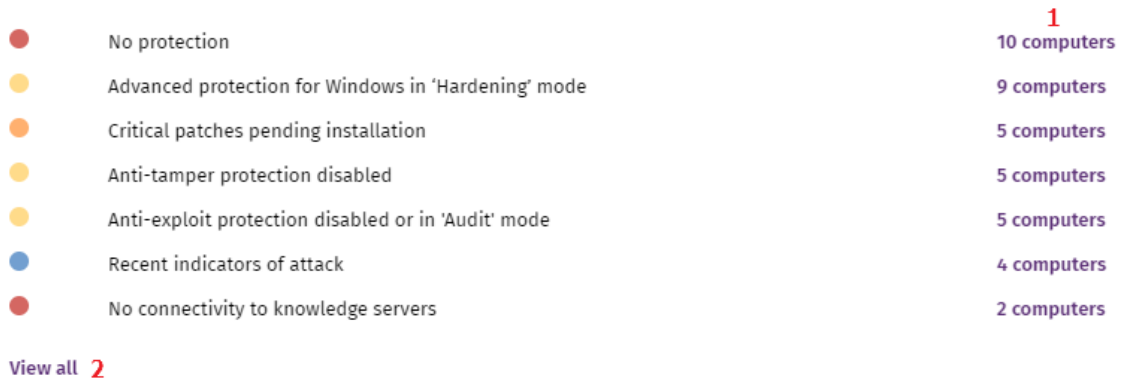 1
No protection 10 computers
Advanced protection for Windows in ‘Hardening’ mode 9 computers
Critical patches pending installation 5 computers
Anti-tamper protection disabled 5 computers
Anti-exploit protection disabled or in 'Audit' mode 5 computers
Recent indicators of attack 4 computers
No connectivity to knowledge servers 2 computers
View all 2